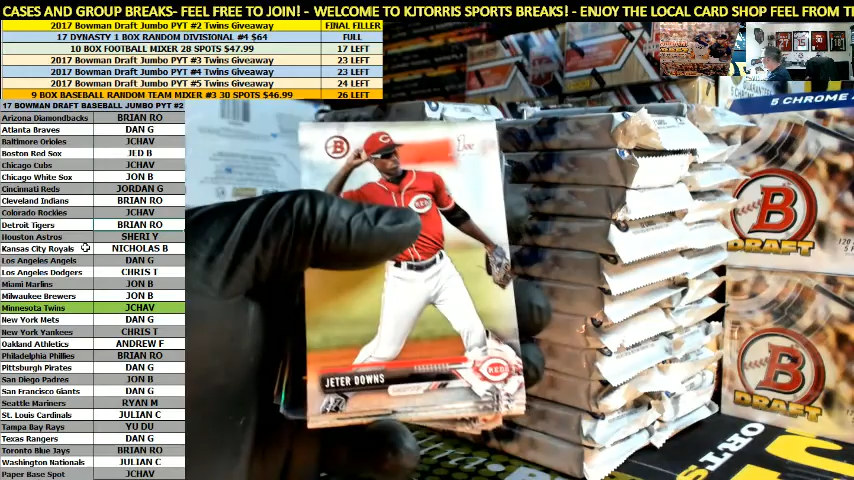 CASES AND GROUP BREAKS- FEEL FREE TO JOIN! - WELCOME TO KJTORRIS SPORTS BREAKS! - ENJOY THE LOCAL CARD SHOP FEEL FROM
2017 Bowman Draft Jumbo PYT #2 Twins Giveaway FINAL FILLER
17 DYNASTY 1 BOX RANDOM DIVISIONAL #4 $64 FULL
10 BOX FOOTBALL MIXER 28 SPOTS $47.99 17 LEFT
2017 Bowman Draft Jumbo PYT #3 Twins Giveaway 23 LEFT
2017 Bowman Draft Jumbo PYT #4 Twins Giveaway 23 LEFT
2017 Bowman Draft Jumbo PYT #5 Twins Giveaway 24 LEFT
9 BOX BASEBALL RANDOM TEAM MIXER #3 30 SPOTS $46.99 26 LEFT
17 BOWMAN DRAFT BASEBALL JUMBO PYT #2
Arizona Diamondbacks BRIAN RO
Atlanta Braves DAN G
Baltimore Orioles JCHAV
Boston Red Sox JED B
Chicago Cubs JCHAV
Chicago White Sox JON B
Cincinnati Reds JORDAN G
Cleveland Indians BRIAN RO
Colorado Rockies JCHAV
Detroit Tigers BRIAN RO
Houston Astros SHERI Y
Kansas City Royals NICHOLAS B
Los Angeles Angels DAN G
Los Angeles Dodgers CHRIS T
Miami Marlins JON B
Milwaukee Brewers JON B
Minnesota Twins JCHAV
New York Mets DAN G
New York Yankees CHRIS T
Oakland Athletics ANDREW F
Philadelphia Phillies BRIAN RO
Pittsburgh Pirates DAN G
San Diego Padres JON B
San Francisco Giants DAN G
Seattle Mariners RYAN M
St. Louis Cardinals JULIAN C
Tampa Bay Rays YU DU
Texas Rangers DAN G
Toronto Blue Jays BRIAN RO
Washington Nationals JULIAN C
Paper Base Spot JCHAV
B
REDS
JETER DOWNS
REDS
5 CHROME
B
DRAFT
B
DRAFT